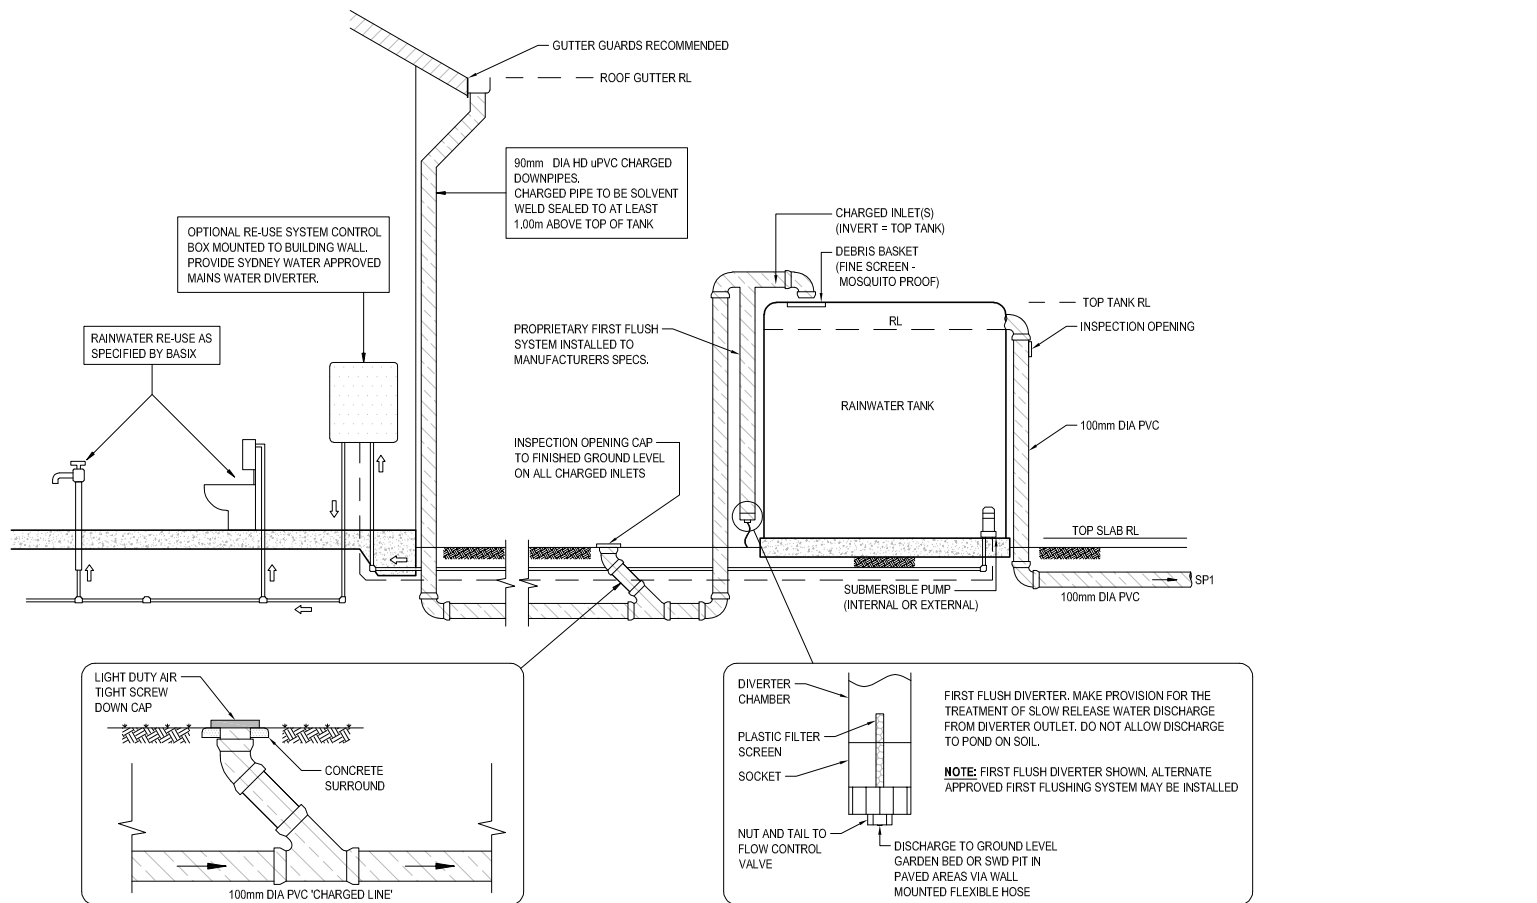 GUTTER GUARDS RECOMMENDED
ROOF GUTTER RL
90mm DIA HD uPVC CHARGED
DOWNPIPES.
CHARGED PIPE TO BE SOLVENT
WELD SEALED TO AT LEAST
1.00m ABOVE TOP OF TANK
OPTIONAL RE-USE SYSTEM CONTROL
BOX MOUNTED TO BUILDING WALL.
PROVIDE SYDNEY WATER APPROVED
MAINS WATER DIVERTER.
CHARGED INLET(S)
(INVERT = TOP TANK)
DEBRIS BASKET
(FINE SCREEN -
MOSQUITO PROOF)
TOP TANK RL
INSPECTION OPENING
RL
RAINWATER RE-USE AS
SPECIFIED BY BASIX
PROPRIETARY FIRST FLUSH
SYSTEM INSTALLED TO
MANUFACTURERS SPECS.
RAINWATER TANK
100mm DIA PVC
INSPECTION OPENING CAP
TO FINISHED GROUND LEVEL
ON ALL CHARGED INLETS
TOP SLAB RL
SP1
100mm DIA PVC
SUBMERSIBLE PUMP
(INTERNAL OR EXTERNAL)
LIGHT DUTY AIR
TIGHT SCREW
DOWN CAP
CONCRETE
SURROUND
100mm DIA PVC 'CHARGED LINE'
DIVERTER
CHAMBER
PLASTIC FILTER
SCREEN
SOCKET
NUT AND TAIL TO
FLOW CONTROL
VALVE
FIRST FLUSH DIVERTER. MAKE PROVISION FOR THE
TREATMENT OF SLOW RELEASE WATER DISCHARGE
FROM DIVERTER OUTLET. DO NOT ALLOW DISCHARGE
TO POND ON SOIL.
NOTE: FIRST FLUSH DIVERTER SHOWN, ALTERNATE
APPROVED FIRST FLUSHING SYSTEM MAY BE INSTALLED
DISCHARGE TO GROUND LEVEL
GARDEN BED OR SWD PIT IN
PAVED AREAS VIA WALL
MOUNTED FLEXIBLE HOSE